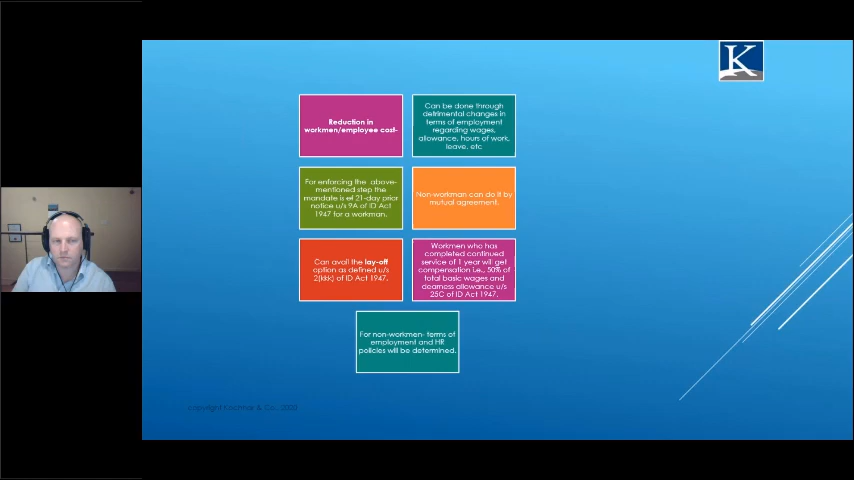 K
Reduction in
workmen/employee cost-
Can be done through
detrimental changes in
terms of employment
regarding wages,
allowance, hours of work,
leave, etc
For enforcing the above-
mentioned step the
mandate is of 21-day prior
notice u/s 9A of ID Act
1947 for a workman.
Non-workman can do it by
mutual agreement.
Can avail the lay-off
option as defined u/s
2(kkk) of ID Act 1947.
Workmen who has
completed continued
service of 1 year will get
compensation i.e., 50% of
total basic wages and
dearness allowance u/s
25C of ID Act 1947.
For non-workmen- terms of
employment and HR
policies will be determined.
copyright Kochhar & Co., 2020